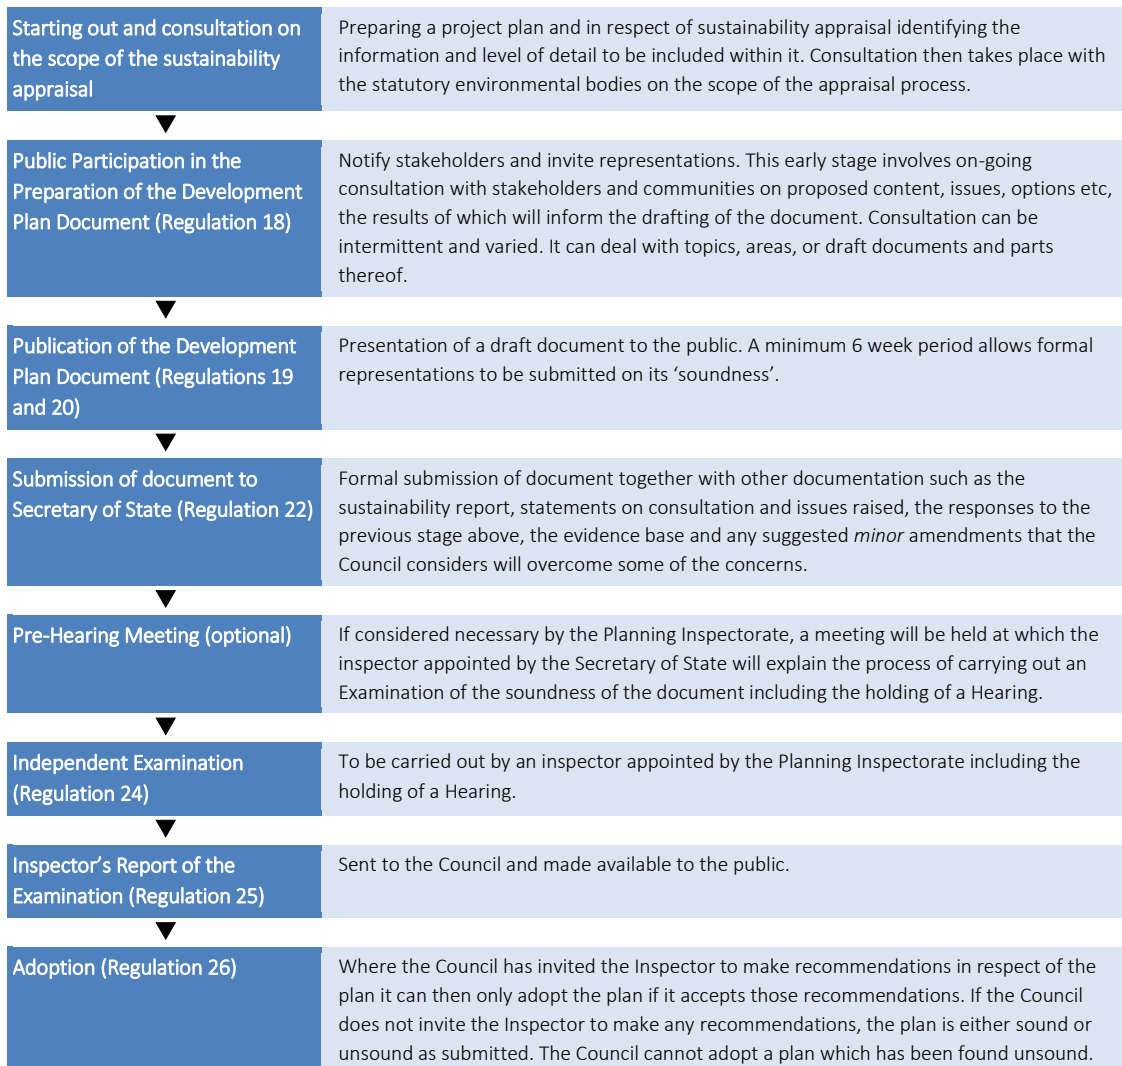 Starting out and consultation on
the scope of the sustainability
appraisal
Preparing a project plan and in respect of sustainability appraisal identifying the
information and level of detail to be included within it. Consultation then takes place with
the statutory environmental bodies on the scope of the appraisal process.
Public Participation in the
Preparation of the Development
Plan Document (Regulation 18)
Notify stakeholders and invite representations. This early stage involves on-going
consultation with stakeholders and communities on proposed content, issues, options etc,
the results of which will inform the drafting of the document. Consultation can be
intermittent and varied. It can deal with topics, areas, or draft documents and parts
thereof.
Publication of the Development
Plan Document (Regulations 19
and 20)
Presentation of a draft document to the public. A minimum 6 week period allows formal
representations to be submitted on its ‘soundness’.
Submission of document to
Secretary of State (Regulation 22)
Formal submission of document together with other documentation such as the
sustainability report, statements on consultation and issues raised, the responses to the
previous stage above, the evidence base and any suggested minor amendments that the
Council considers will overcome some of the concerns.
Pre-Hearing Meeting (optional)
If considered necessary by the Planning Inspectorate, a meeting will be held at which the
inspector appointed by the Secretary of State will explain the process of carrying out an
Examination of the soundness of the document including the holding of a Hearing.
Independent Examination
(Regulation 24)
To be carried out by an inspector appointed by the Planning Inspectorate including the
holding of a Hearing.
Inspector’s Report of the
Examination (Regulation 25)
Sent to the Council and made available to the public.
Adoption (Regulation 26)
Where the Council has invited the Inspector to make recommendations in respect of the
plan it can then only adopt the plan if it accepts those recommendations. If the Council
does not invite the Inspector to make any recommendations, the plan is either sound or
unsound as submitted. The Council cannot adopt a plan which has been found unsound.